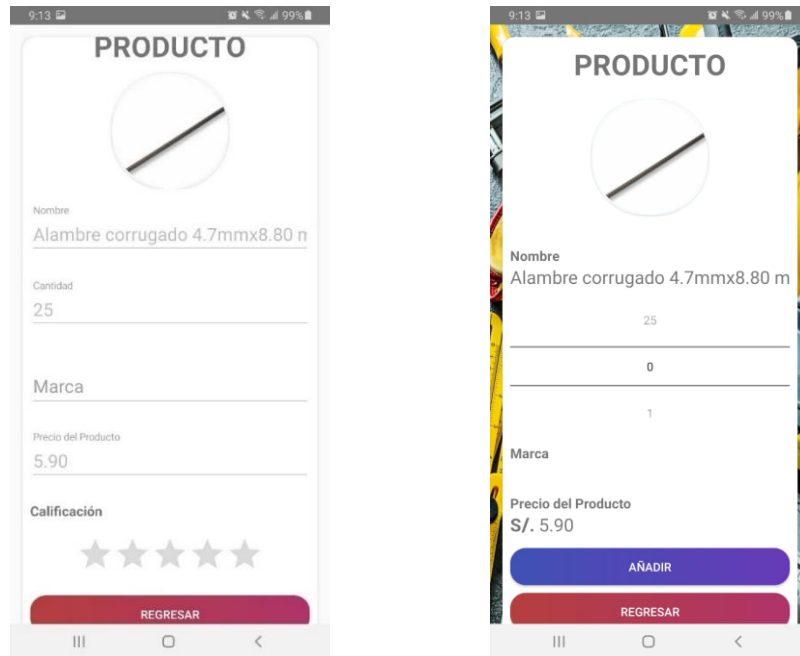 9:13
99%
PRODUCTO
Nombre
Alambre corrugado 4.7mmx8.80 m
Cantidad
25
Marca
Precio del Producto
5.90
Calificación
REGRESAR
9:13
99%
PRODUCTO
Nombre
Alambre corrugado 4.7mmx8.80 m
25
0
1
Marca
Precio del Producto
S/. 5.90
AÑADIR
REGRESAR